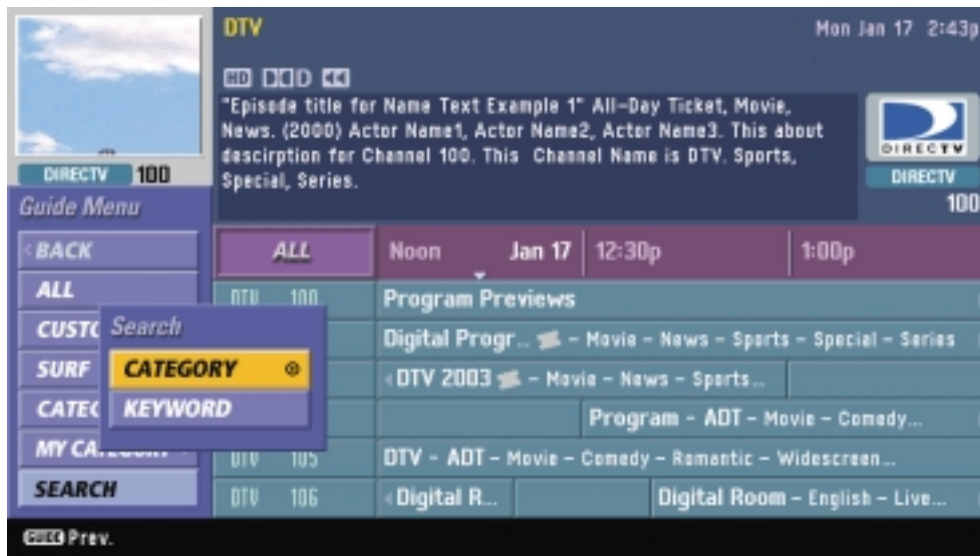 DTV
Mon Jan 17 2:43p
HD
"Episode title for Name Text Example 1" All-Day Ticket, Movie,
News. (2000) Actor Name1, Actor Name2, Actor Name3. This about
descirption for Channel 100. This Channel Name is DTV. Sports,
Special, Series.
DIRECTV
DIRECTV
100
DIRECTV 100
Guide Menu
BACK
ALL
CUSTO
SURF
CATEG
MY CATEGORY
SEARCH
Search
CATEGORY
KEYWORD
ALL
Noon Jan 17 12:30p 1:00p
DTV 100 Program Previews
Digital Progr.. - Movie - News - Sports - Special - Series
DTV 2003 - Movie - News - Sports...
Program - ADT - Movie - Comedy...
DTV 105 DTV - ADT - Movie - Comedy - Romantic - Widescreen...
DTV 106 Digital R... Digital Room - English - Live...
GUIDE Prev.